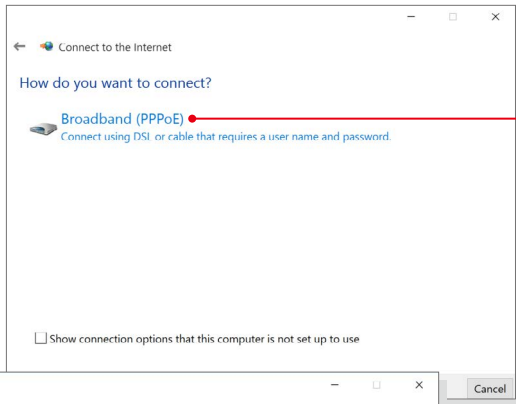 Connect to the Internet
How do you want to connect?
Broadband (PPPoE)
Connect using DSL or cable that requires a user name and password.
Show connection options that this computer is not set up to use
Cancel